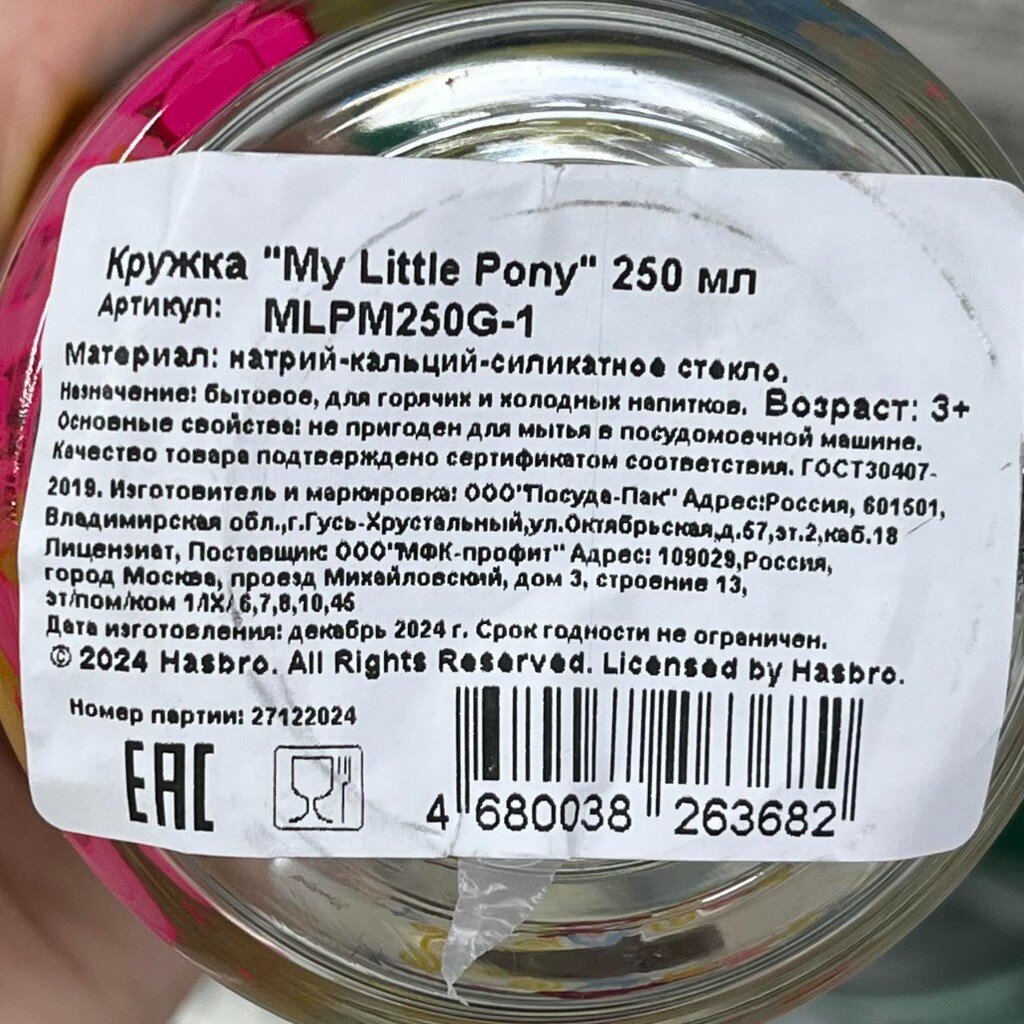 Кружка "My Little Pony" 250 мл
Артикул: MLPM250G-1
Материал: натрий-кальций-силикатное стекло.
Назначение: бытовое, для горячих и холодных напитков. Возраст: 3+
Основные свойства: не пригоден для мытья в посудомоечной машине.
Качество товара подтверждено сертификатом соответствия. ГОСТ30407-
2019. Изготовитель и маркировка: ООО"Посуда-Пак" Адрес:Россия, 601501,
Владимирская обл.,г.Гусь-Хрустальный,ул.Октябрьская,д.57,эт.2,каб.18
Лицензиат, Поставщик: ООО"МФК-профит" Адрес: 109029,Россия,
город Москва, проезд Михайловский, дом 3, строение 13,
эт/пом/ком 1/IX/ 6,7,8,10,45
Дата изготовления: декабрь 2024 г. Срок годности не ограничен.
© 2024 Hasbro. All Rights Reserved. Licensed by Hasbro.
Номер партии: 27122024
EAC
4 680038 263682